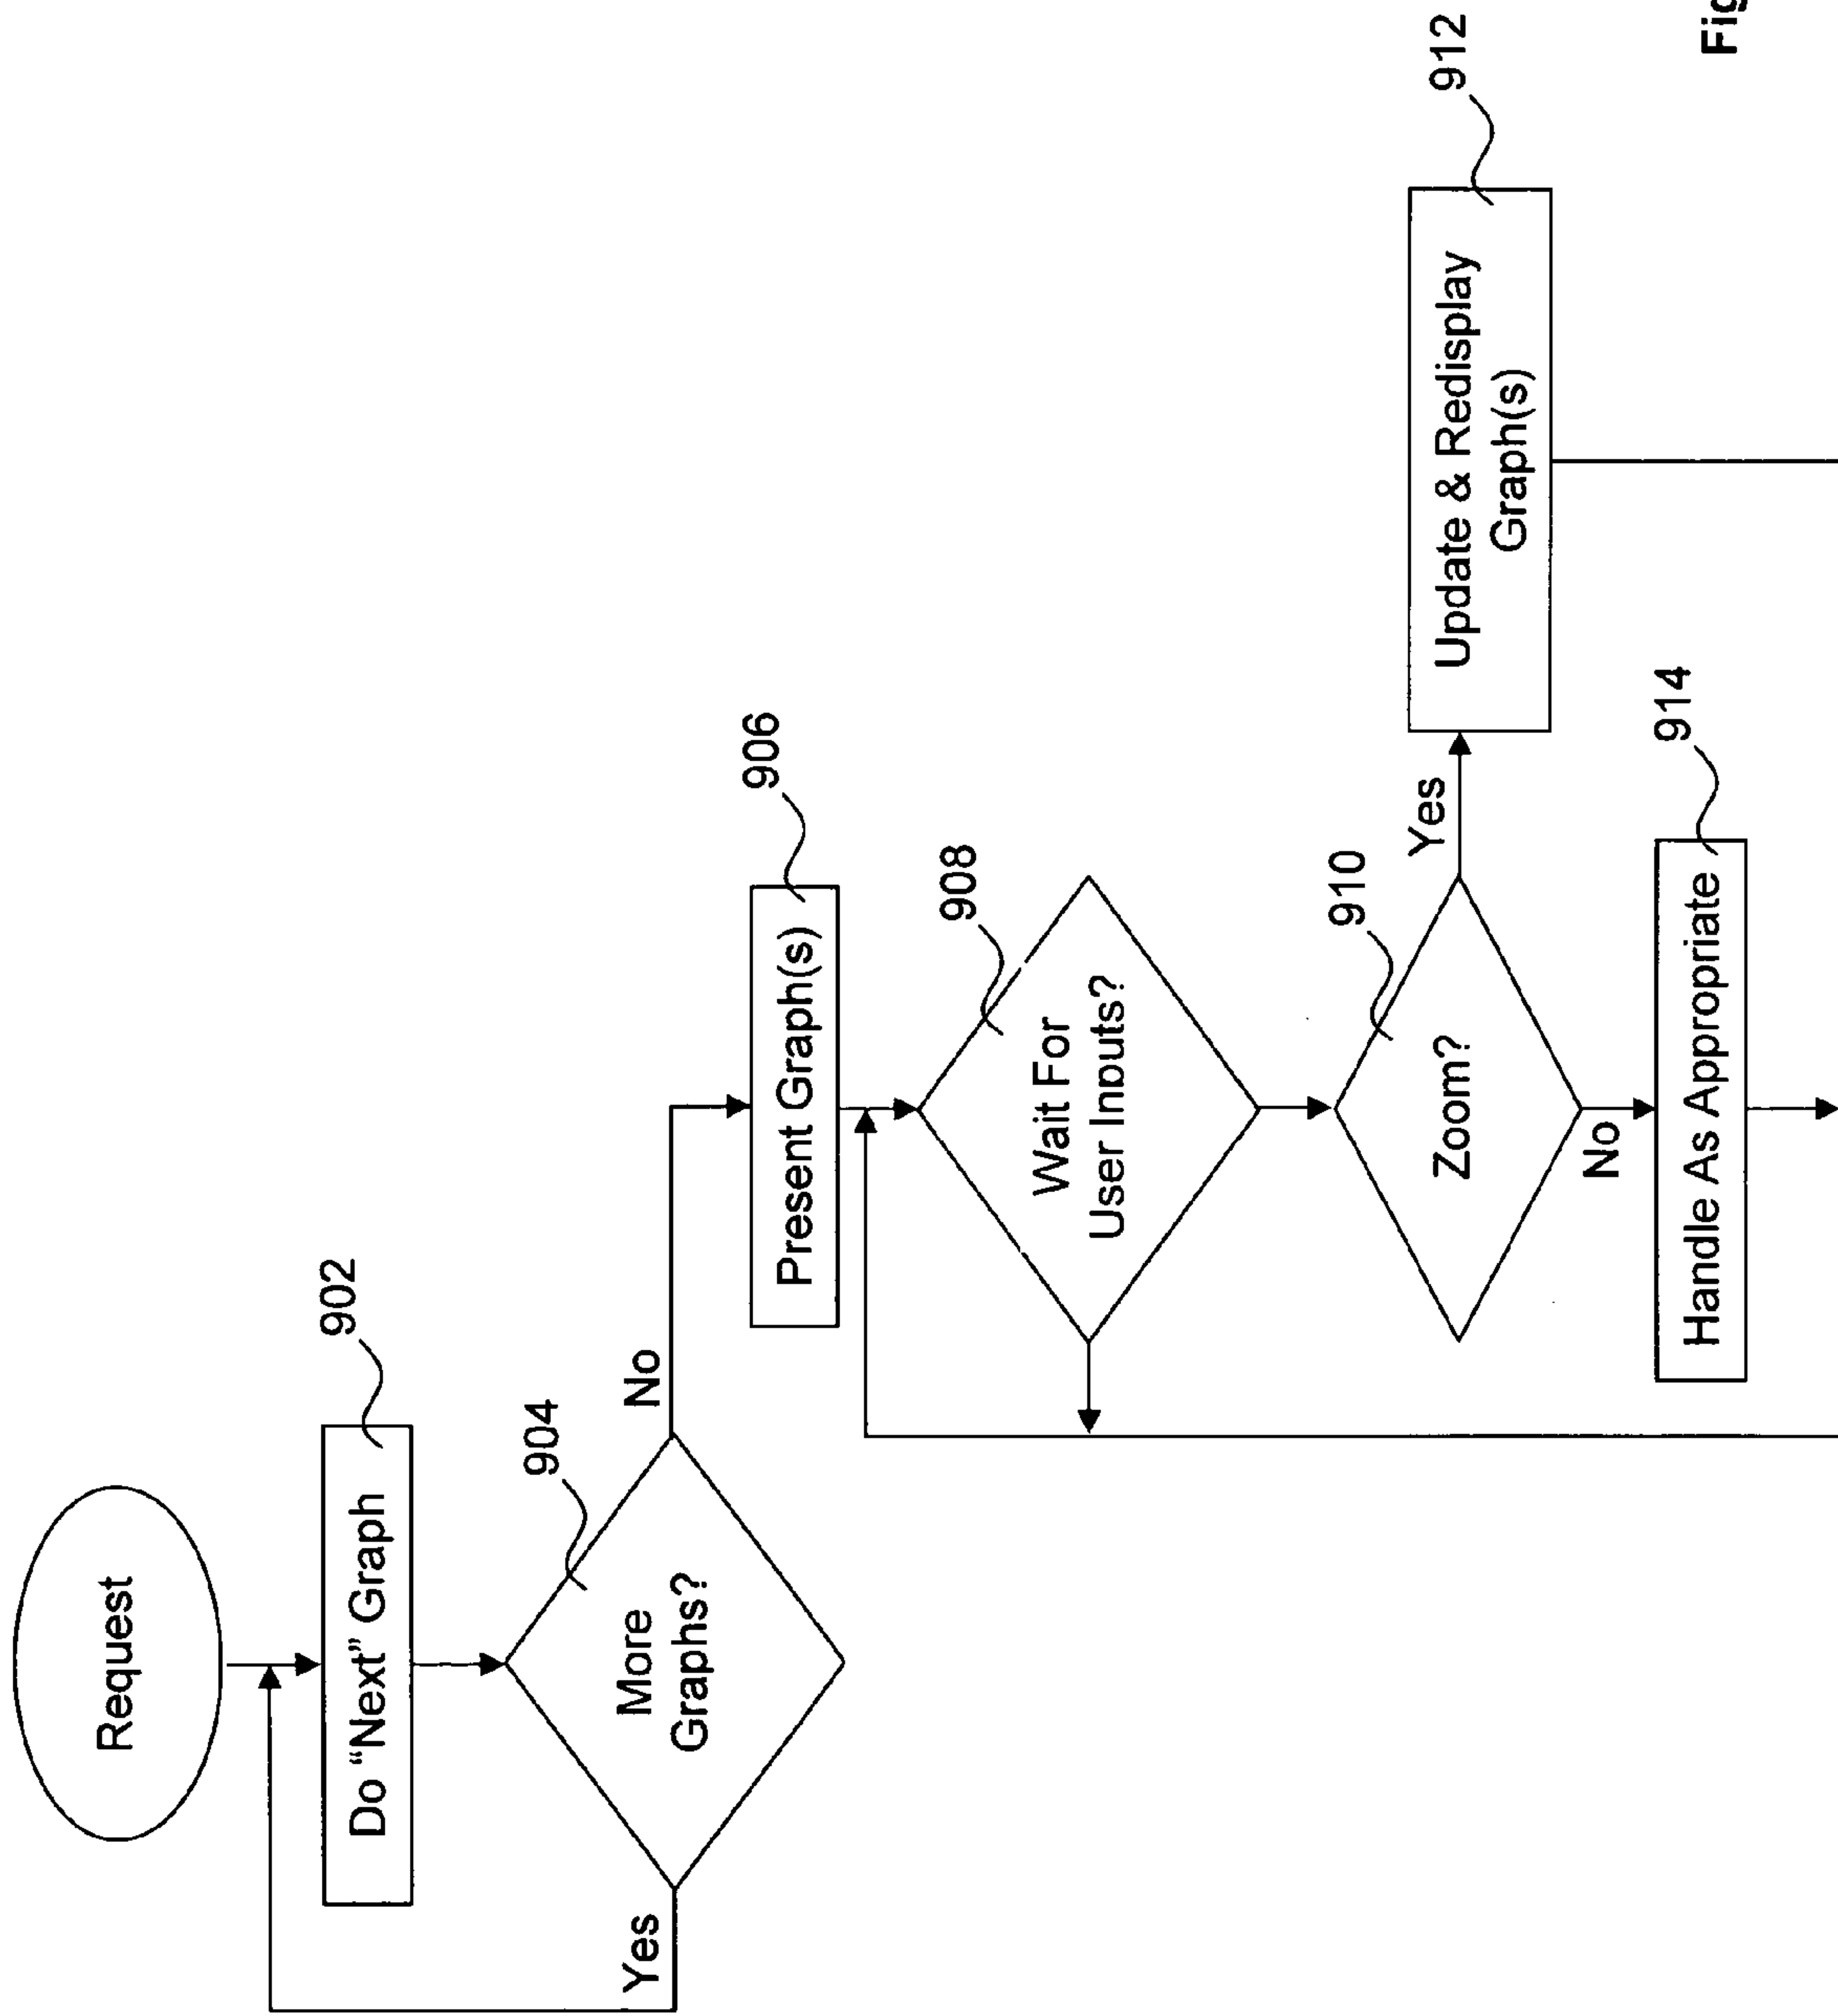 Request
902
Do “Next” Graph
904
More
Graphs?
Yes
No
906
Present Graph(s)
908
Wait For
User Inputs?
910
Zoom?
Yes
No
912
Update & Redisplay
Graph(s)
914
Handle As Appropriate
Fig